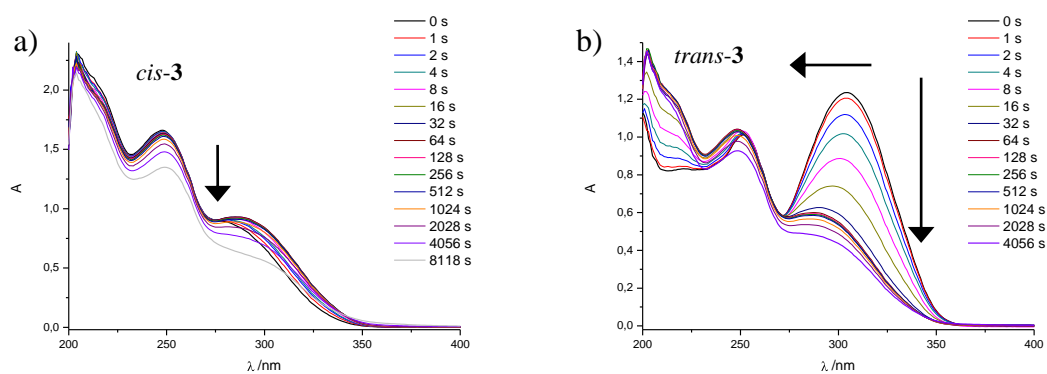 a)
cis-3
2,0
1,5
1,0
0,5
0,0
A
200
250
300
350
400
λ /nm
0 s
1 s
2 s
4 s
8 s
16 s
32 s
64 s
128 s
256 s
512 s
1024 s
2028 s
4056 s
8118 s
b)
trans-3
1,4
1,2
1,0
0,8
0,6
0,4
0,2
0,0
A
200
250
300
350
400
λ /nm
0 s
1 s
2 s
4 s
8 s
16 s
32 s
64 s
128 s
256 s
512 s
1024 s
2028 s
4056 s